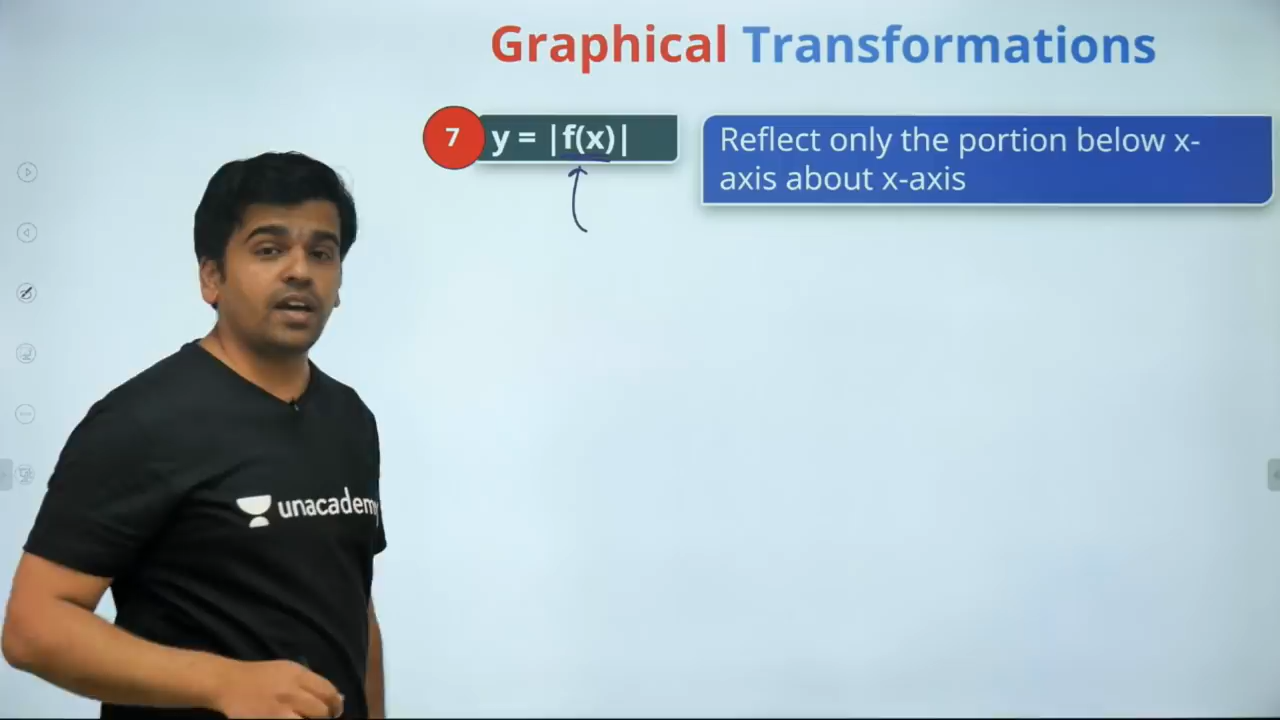 Graphical Transformations
7
y = |f(x)|
Reflect only the portion below x-
axis about x-axis
unacademy